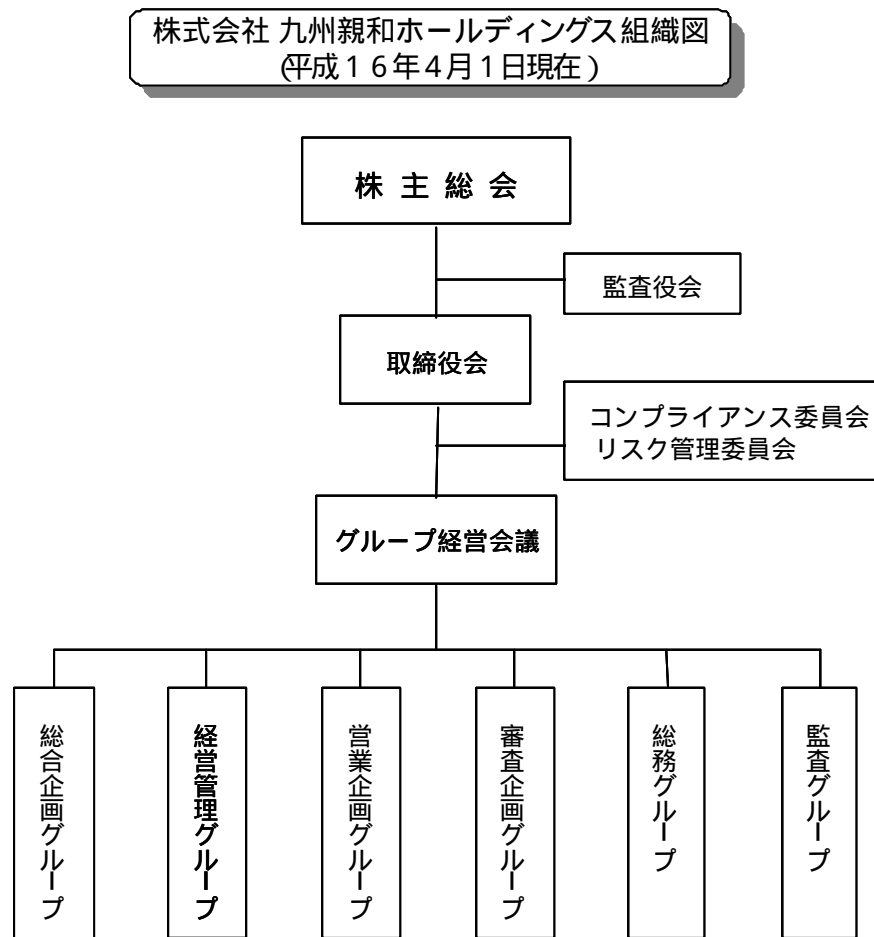 株式会社 九州親和ホールディングス組織図
(平成16年4月1日現在)
株主総会
監査役会
取締役会
コンプライアンス委員会
リスク管理委員会
グループ経営会議
総合企画グループ
経営管理グループ
営業企画グループ
審査企画グループ
総務グループ
監査グループ